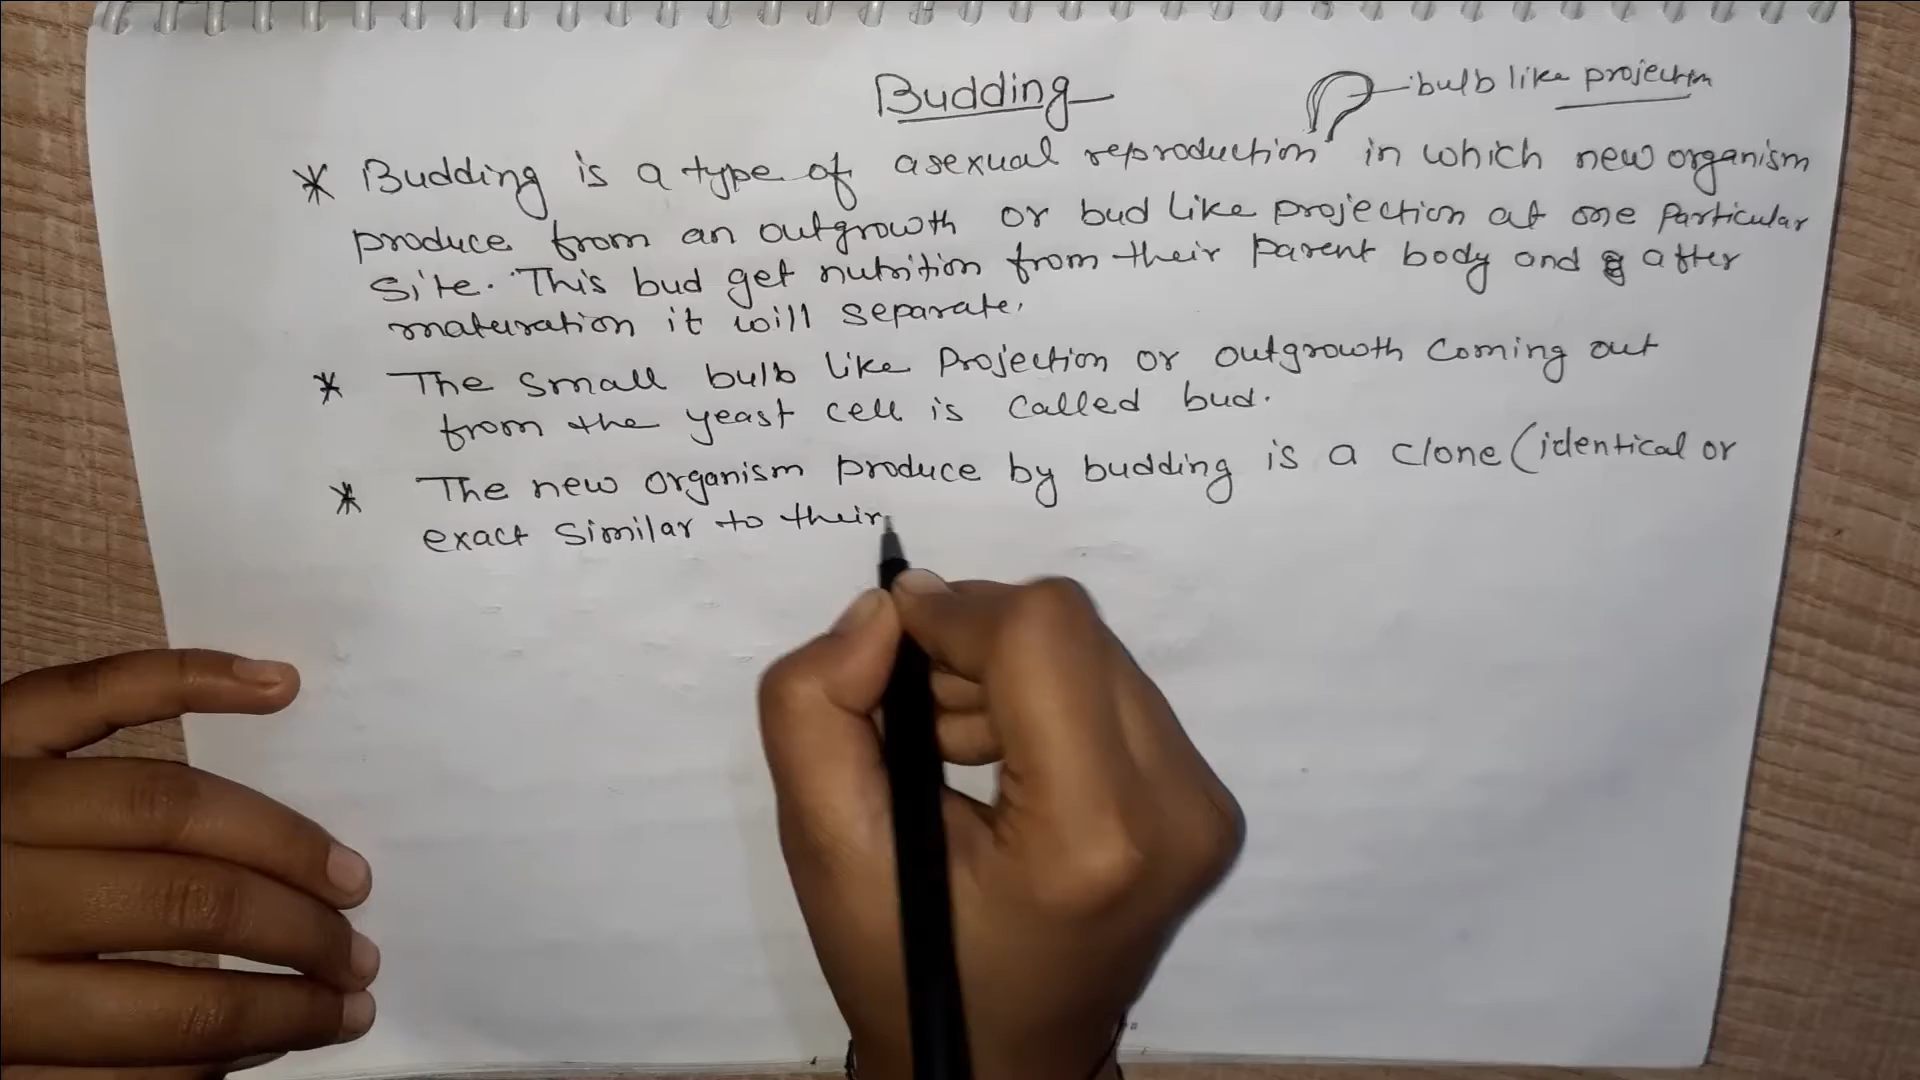 Budding
bulb like projection
* Budding is a type of asexual reproduction in which new organism
produce from an outgrowth or bud like projection at one particular
site. This bud get nutrition from their parent body and after
maturation it will separate.
* The small bulb like Projection or outgrowth coming out
from the yeast cell is called bud.
* The new organism produce by budding is a clone (identical or
exact similar to their